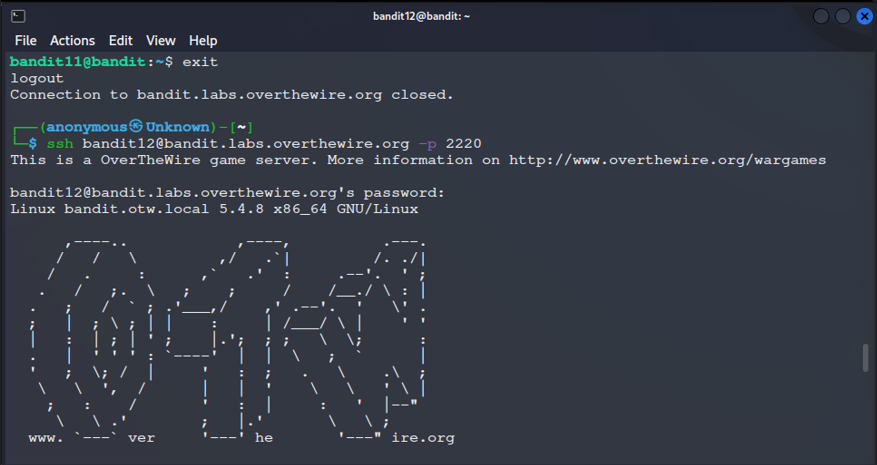 bandit12@bandit: ~
File Actions Edit View Help
bandit11@bandit:~$ exit
logout
Connection to bandit.labs.overthewire.org closed.
┌──(anonymous㉿Unknown)-[~]
└─$ ssh bandit12@bandit.labs.overthewire.org -p 2220
This is a OverTheWire game server. More information on http://www.overthewire.org/wargames
bandit12@bandit.labs.overthewire.org's password:
Linux bandit.otw.local 5.4.8 x86_64 GNU/Linux
www. `---` ver '---' he '---" ire.org